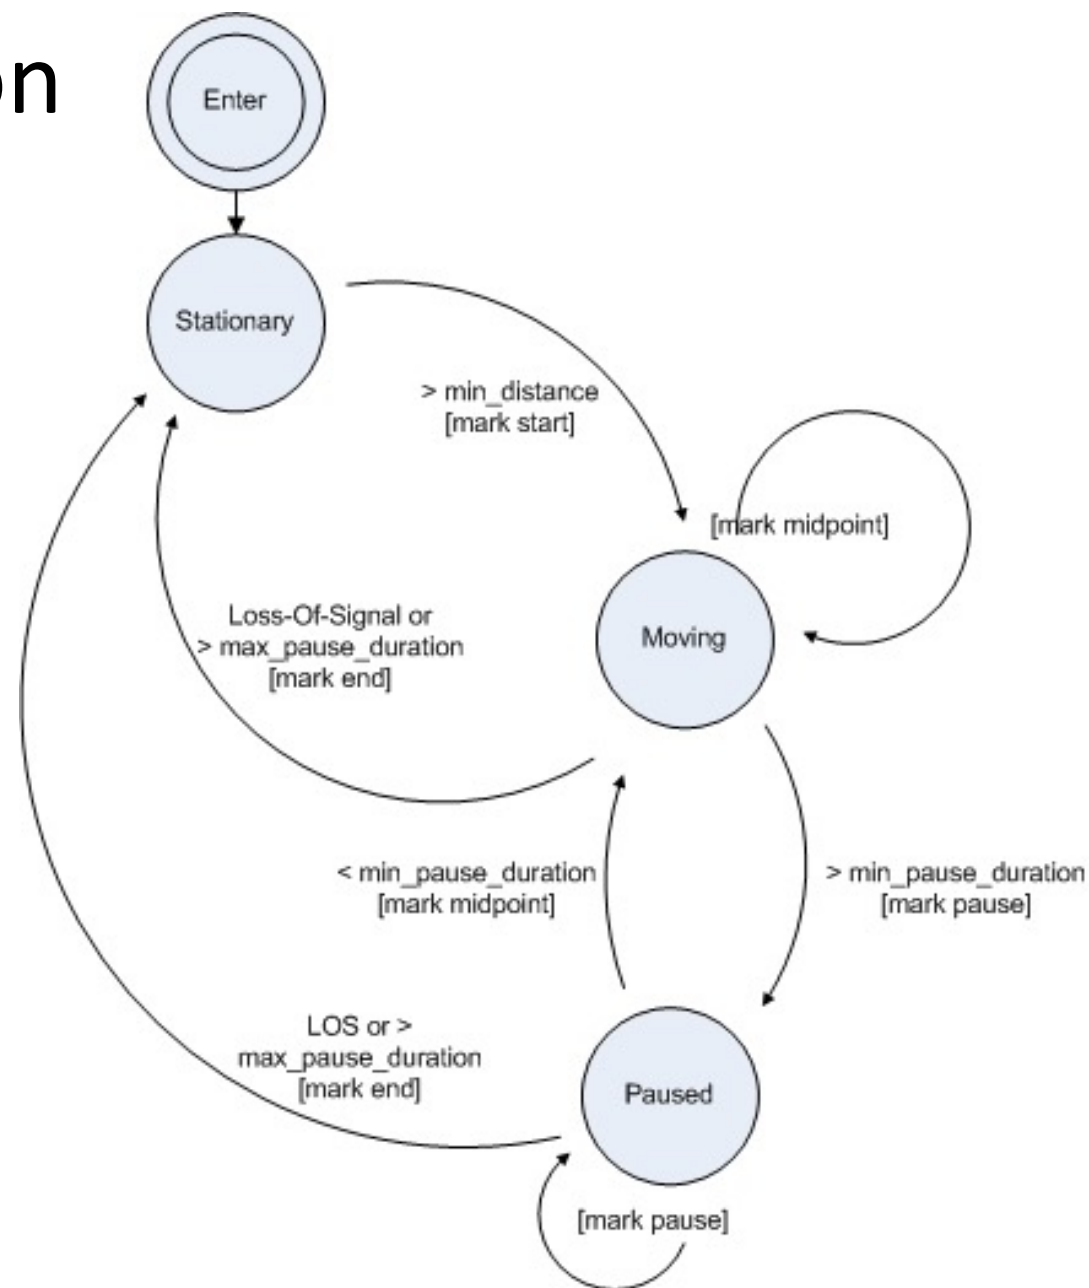 on
Enter
Stationary
> min_distance
[mark start]
[mark midpoint]
Loss-Of-Signal or
> max_pause_duration
[mark end]
Moving
< min_pause_duration
[mark midpoint]
> min_pause_duration
[mark pause]
LOS or >
max_pause_duration
[mark end]
Paused
[mark pause]